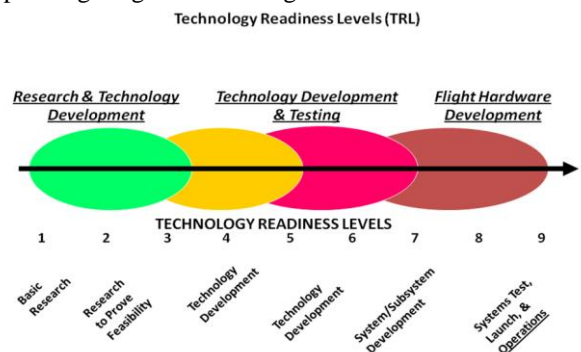 Technology Readiness Levels (TRL)
Research & Technology
Development
Technology Development
& Testing
Flight Hardware
Development
TECHNOLOGY READINESS LEVELS
1 2 3 4 5 6 7 8 9
Basic
Research
Research
to Prove
Feasibility
Technology
Development
Technology
Development
System/Subsystem
Development
Systems Test,
Launch, &
Operations